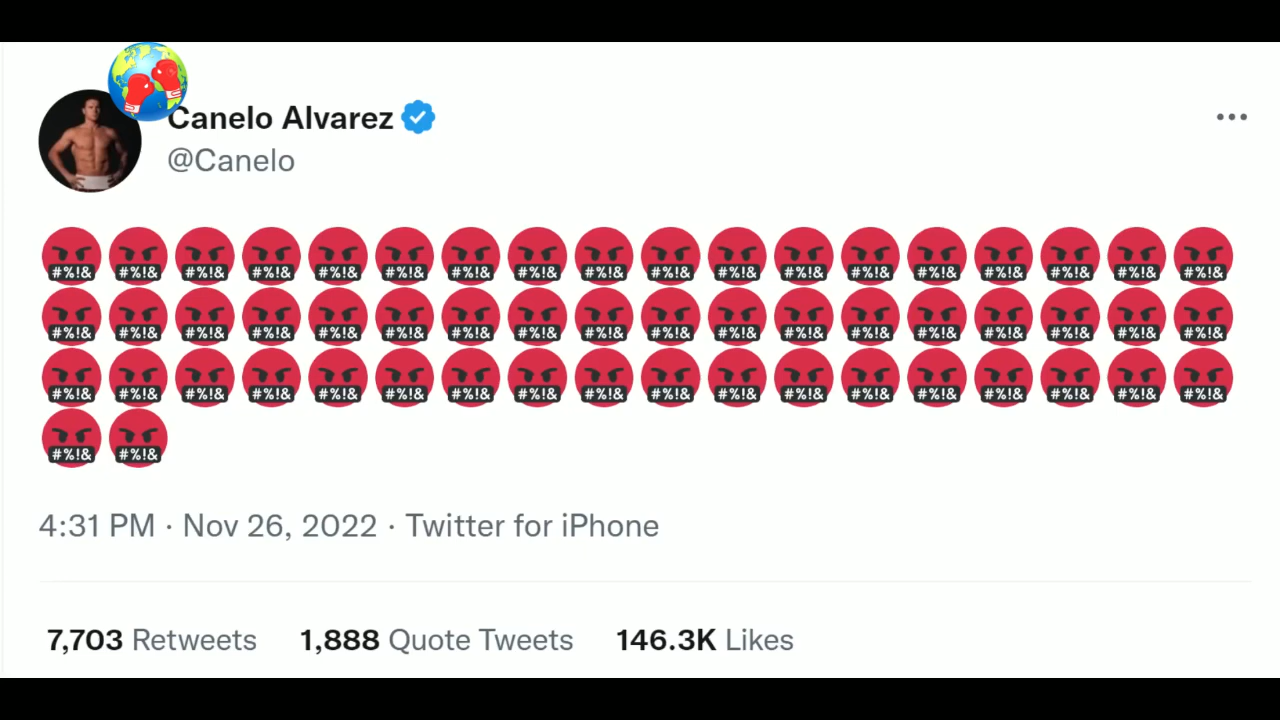 Canelo Alvarez
@Canelo
🤬🤬🤬🤬🤬🤬🤬🤬🤬🤬🤬🤬🤬🤬🤬🤬🤬🤬
🤬🤬🤬🤬🤬🤬🤬🤬🤬🤬🤬🤬🤬🤬🤬🤬🤬🤬
🤬🤬🤬🤬🤬🤬🤬🤬🤬🤬🤬🤬🤬🤬🤬🤬🤬🤬
🤬🤬
4:31 PM · Nov 26, 2022 · Twitter for iPhone
7,703 Retweets 1,888 Quote Tweets 146.3K Likes